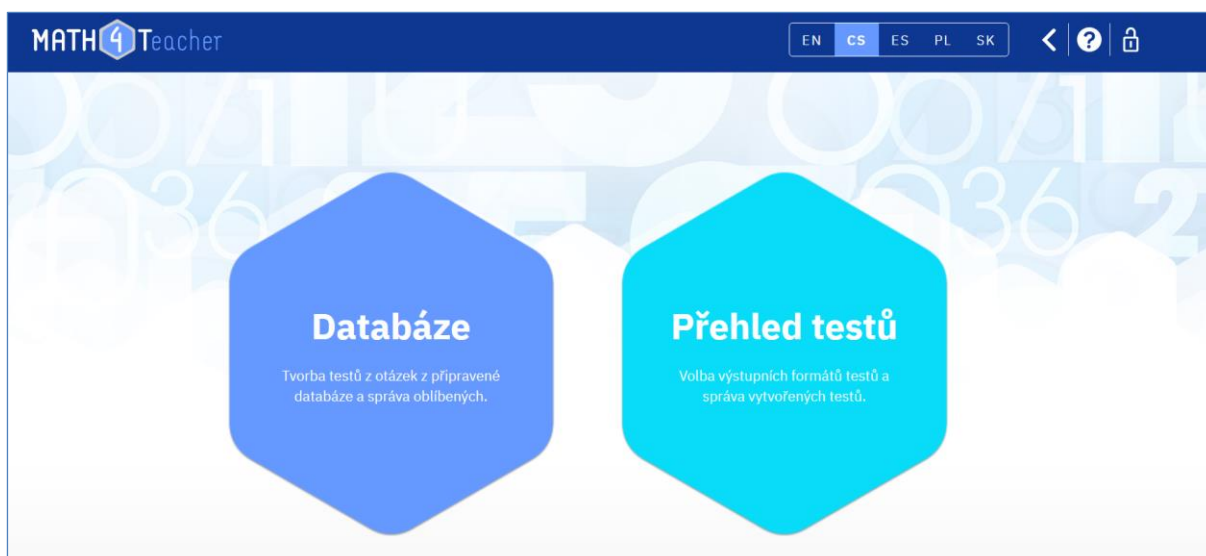 MATH4Teacher
EN CS ES PL SK
?
Databáze
Tvorba testů z otázek z připravené
databáze a správa oblíbených.
Přehled testů
Volba výstupních formátů testů a
správa vytvořených testů.